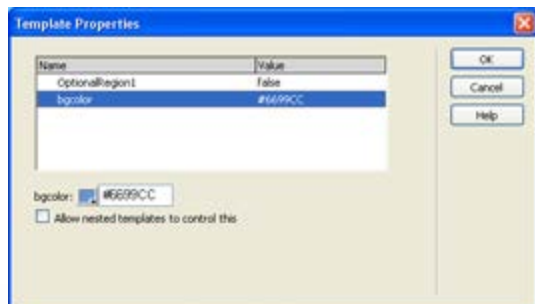 Template Properties
Name Value
OptionalRegion1 false
bgcolor #6699CC
bgcolor: #6699CC
Allow nested templates to control this
OK
Cancel
Help